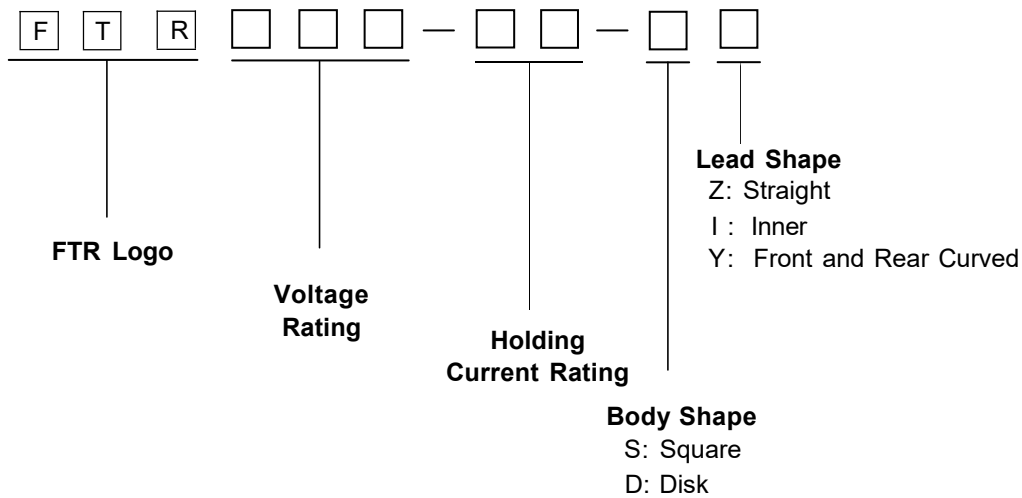 F T R □ □ □ — □ □ — □ □
Lead Shape
Z: Straight
I : Inner
Y: Front and Rear Curved
FTR Logo
Voltage
Rating
Holding
Current Rating
Body Shape
S: Square
D: Disk